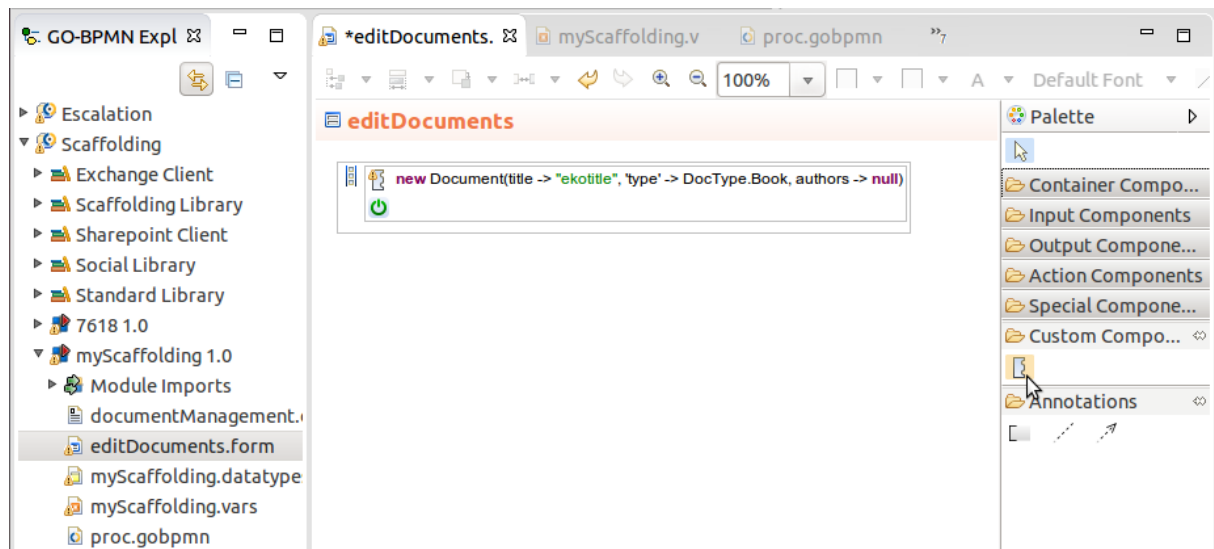 GO-BPMN Expl
*editDocuments.
myScaffolding.v
proc.gobpmn
»7
100%
A
Default Font
Escalation
Scaffolding
Exchange Client
Scaffolding Library
Sharepoint Client
Social Library
Standard Library
7618 1.0
myScaffolding 1.0
Module Imports
documentManagement.
editDocuments.form
myScaffolding.datatype
myScaffolding.vars
proc.gobpmn
editDocuments
new Document(title -> "ekotitle", 'type' -> DocType.Book, authors -> null)
Palette
Container Compo...
Input Components
Output Compone...
Action Components
Special Compone...
Custom Compo...
Annotations